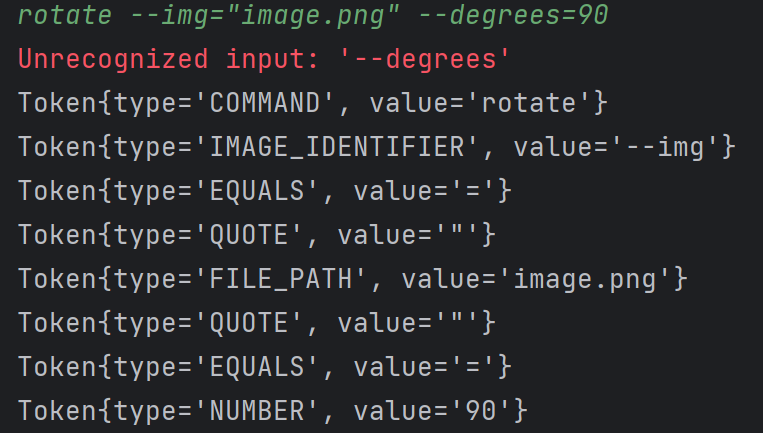 rotate --img="image.png" --degrees=90
Unrecognized input: '--degrees'
Token{type='COMMAND', value='rotate'}
Token{type='IMAGE_IDENTIFIER', value='--img'}
Token{type='EQUALS', value='='}
Token{type='QUOTE', value='"'}
Token{type='FILE_PATH', value='image.png'}
Token{type='QUOTE', value='"'}
Token{type='EQUALS', value='='}
Token{type='NUMBER', value='90'}